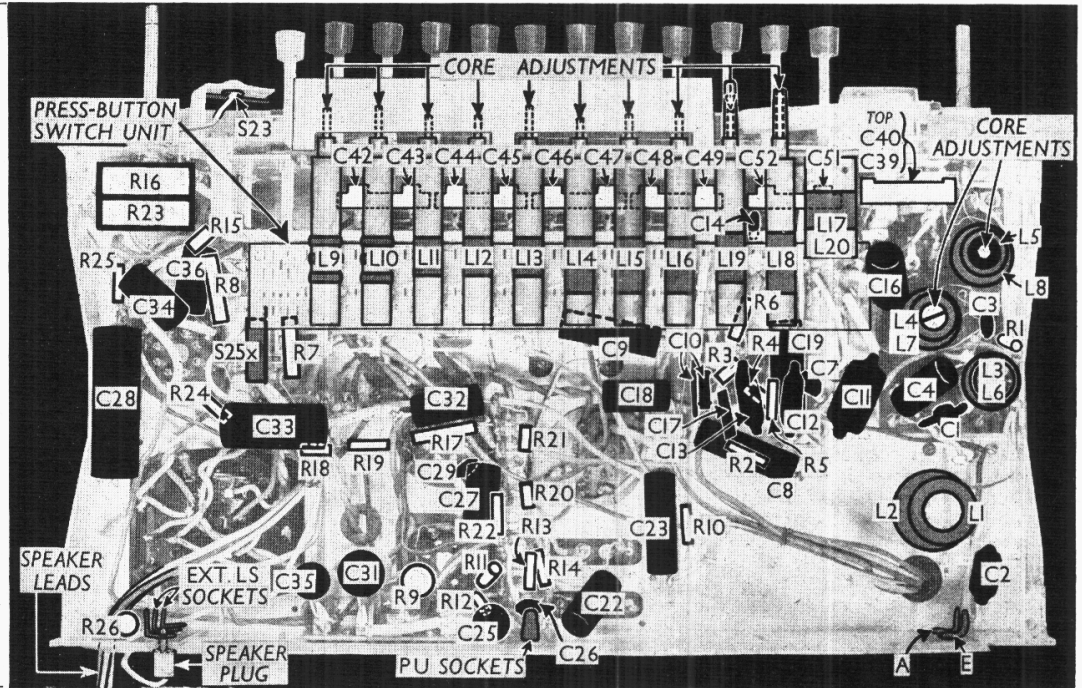 CORE ADJUSTMENTS
PRESS-BUTTON
SWITCH UNIT
S23
TOP
C40
C39
CORE
ADJUSTMENTS
C42 C43 C44 C45 C46 C47 C48 C49 C52 C51
R16
R23
C14
L17
L20
R15
L5
R25
C36
L9 L10 L11 L12 L13 L14 L15 L16 L19 L18
C16
L8
C34
R8
R6
L4
L7
C3
R1
S25x
R7
C9
C10
R3
R4
C19
C7
C28
R24
C33
C32
C18
C11
C4
L3
L6
R17
R21
C17
C13
C12
C1
R18
R19
R2
R5
C29
C27
C8
R20
R22
R13
C23
R10
L2
L1
SPEAKER
LEADS
EXT. LS
SOCKETS
C35
C31
R9
R11
R14
C22
C2
R12
R26
C25
C26
SPEAKER
PLUG
PU SOCKETS
A
E